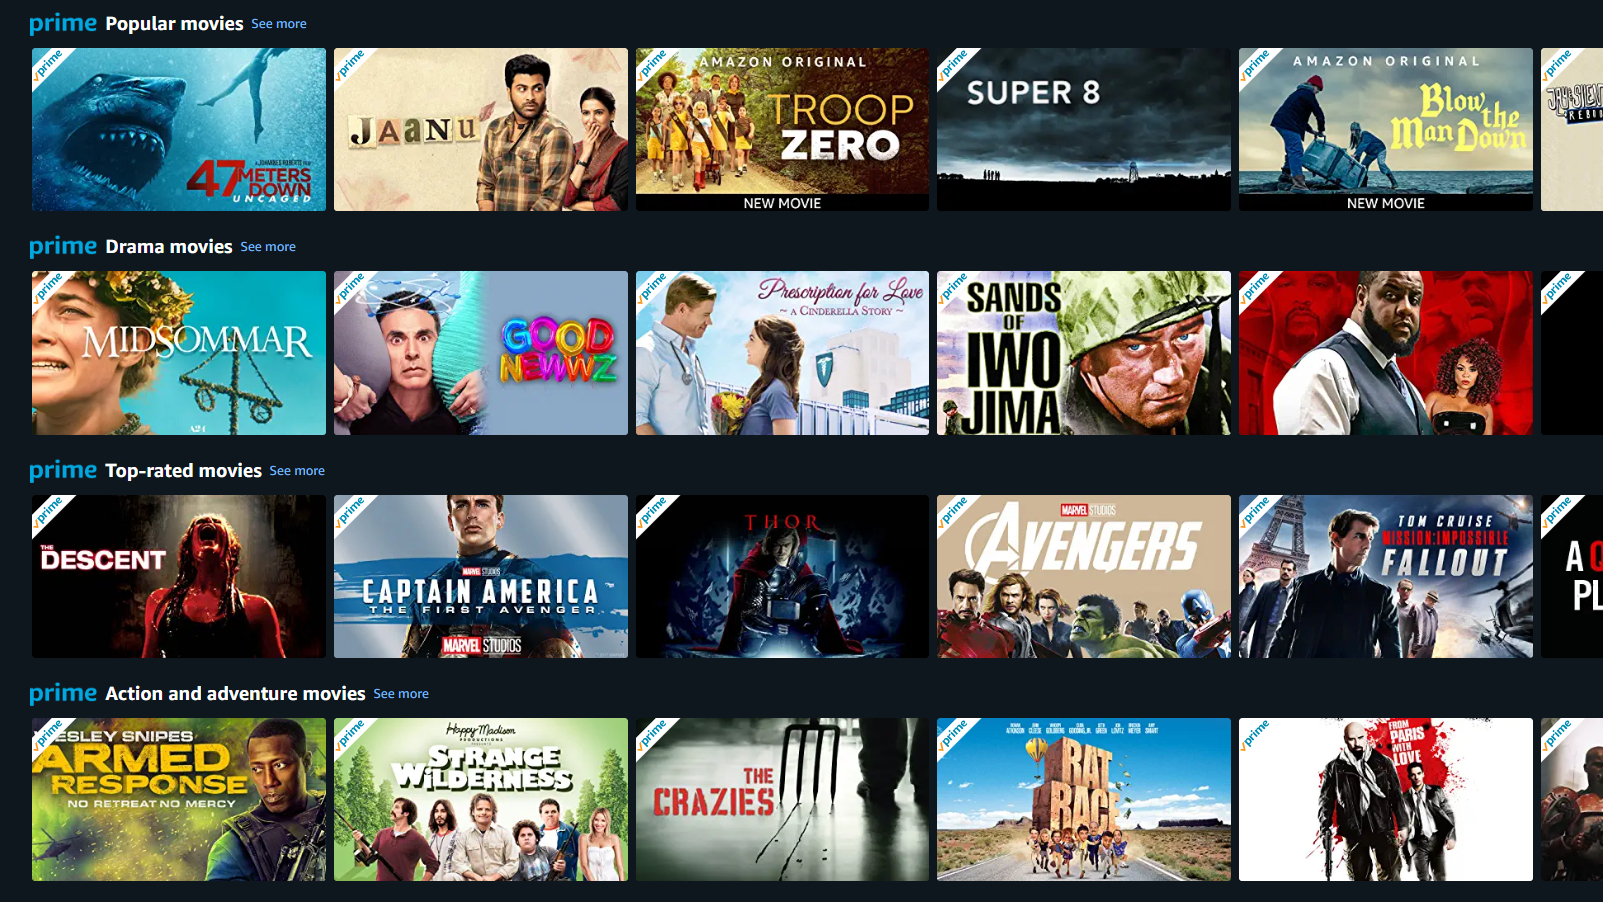 prime Popular movies See more
prime
47 METERS DOWN
UNCAGED
prime
JAANU
prime
AMAZON ORIGINAL
TROOP
ZERO
NEW MOVIE
prime
SUPER 8
prime
AMAZON ORIGINAL
Blow
the
Man Down
NEW MOVIE
prime
prime Drama movies See more
prime
MIDSOMMAR
A24
prime
GOOD
NEWWZ
prime
Prescription for Love
~ A CINDERELLA STORY ~
prime
SANDS
OF
IWO
JIMA
prime
prime
prime Top-rated movies See more
prime
THE
DESCENT
prime
MARVEL STUDIOS
CAPTAIN AMERICA
THE FIRST AVENGER
MARVEL STUDIOS
prime
THOR
prime
MARVEL STUDIOS
AVENGERS
prime
TOM CRUISE
MISSION:IMPOSSIBLE
FALLOUT
prime
A Q
PL
prime Action and adventure movies See more
prime
WESLEY SNIPES
ARMED
RESPONSE
NO RETREAT NO MERCY
prime
Happy Madison
PRODUCTIONS
STRANGE
WiLDERNESS
prime
THE
CRAZIES
prime
RAT
RACE
prime
FROM
PARIS
WITH
LOVE
prime